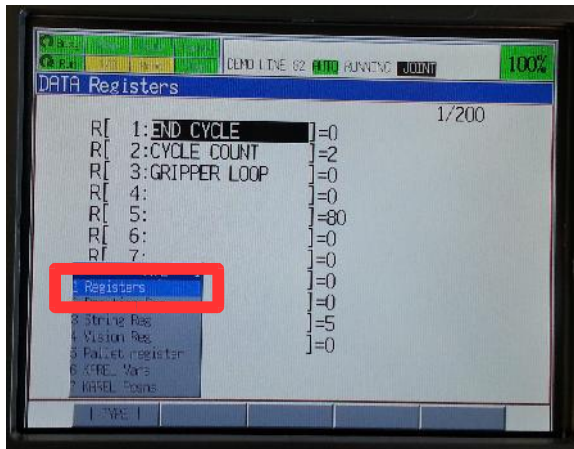 DEMO LINE 62 AUTO RUNNING JOINT 100%
DATA Registers
1/200
R[ 1:END CYCLE ]=0
R[ 2:CYCLE COUNT ]=2
R[ 3:GRIPPER LOOP ]=0
R[ 4: ]=0
R[ 5: ]=80
R[ 6: ]=0
R[ 7: ]=0
]=0
]=0
]=5
]=0
1 Registers
3 String Reg
4 Vision Reg
5 Pallet register
6 KAREL Vars
7 KAREL Posns
[ TYPE ]